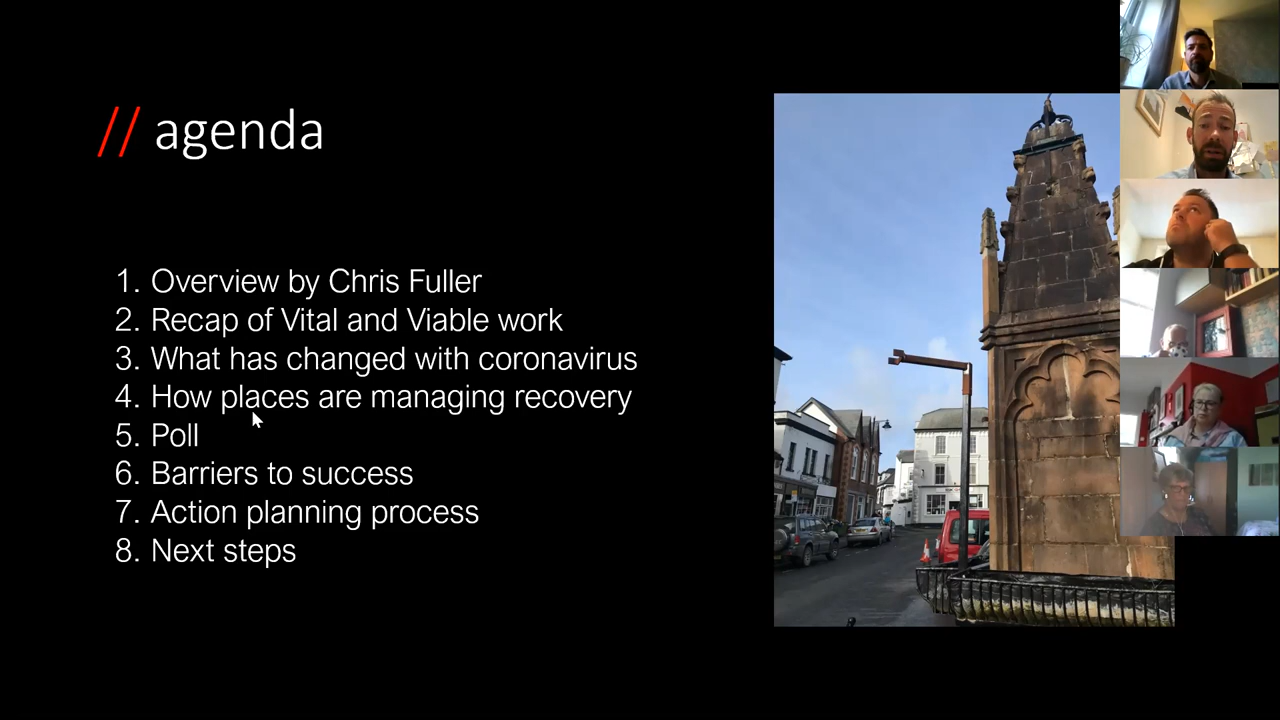 // agenda
1. Overview by Chris Fuller
2. Recap of Vital and Viable work
3. What has changed with coronavirus
4. How places are managing recovery
5. Poll
6. Barriers to success
7. Action planning process
8. Next steps